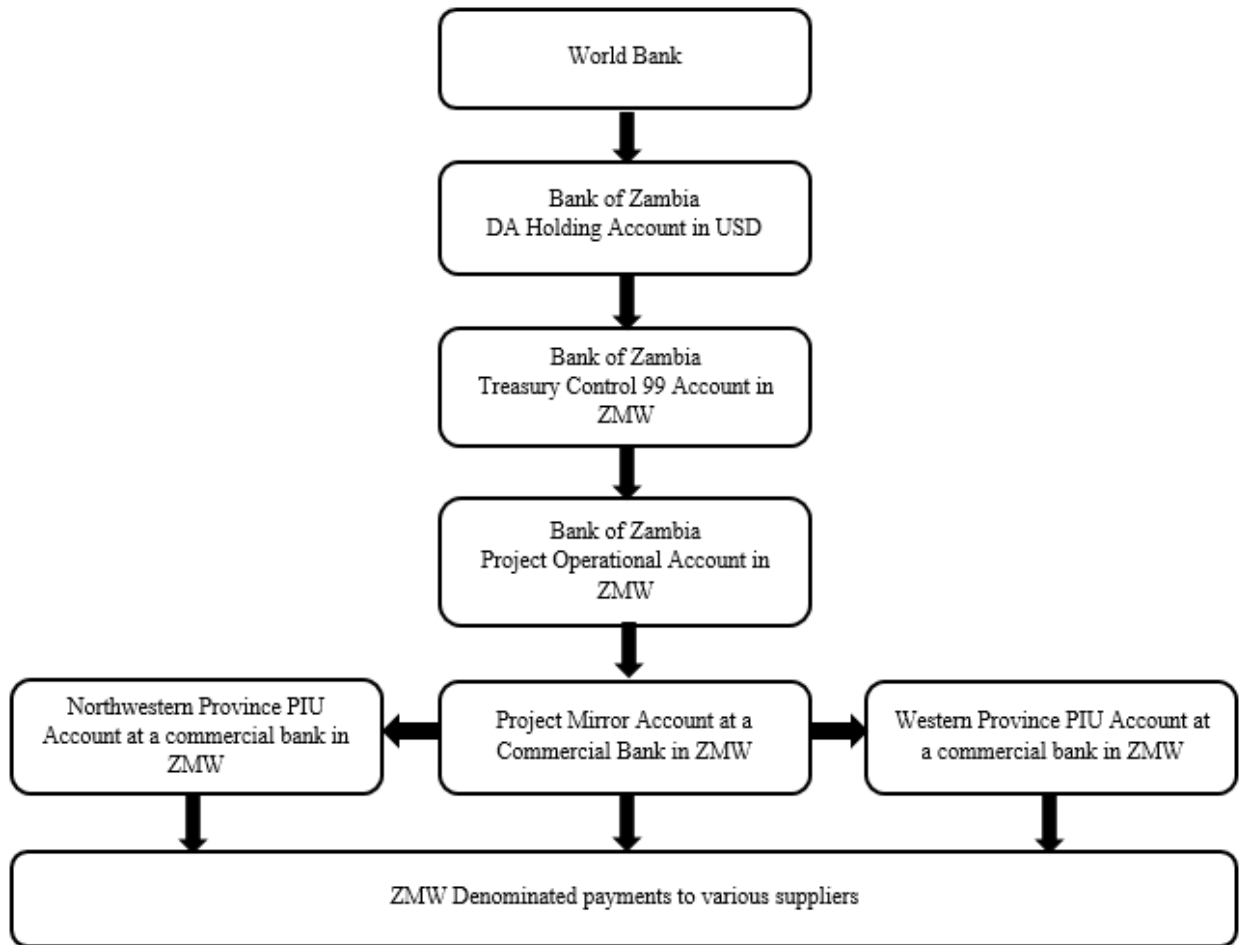 World Bank
Bank of Zambia
DA Holding Account in USD
Bank of Zambia
Treasury Control 99 Account in
ZMW
Bank of Zambia
Project Operational Account in
ZMW
Northwestern Province PIU
Account at a commercial bank in
ZMW
Project Mirror Account at a
Commercial Bank in ZMW
Western Province PIU Account at
a commercial bank in ZMW
ZMW Denominated payments to various suppliers